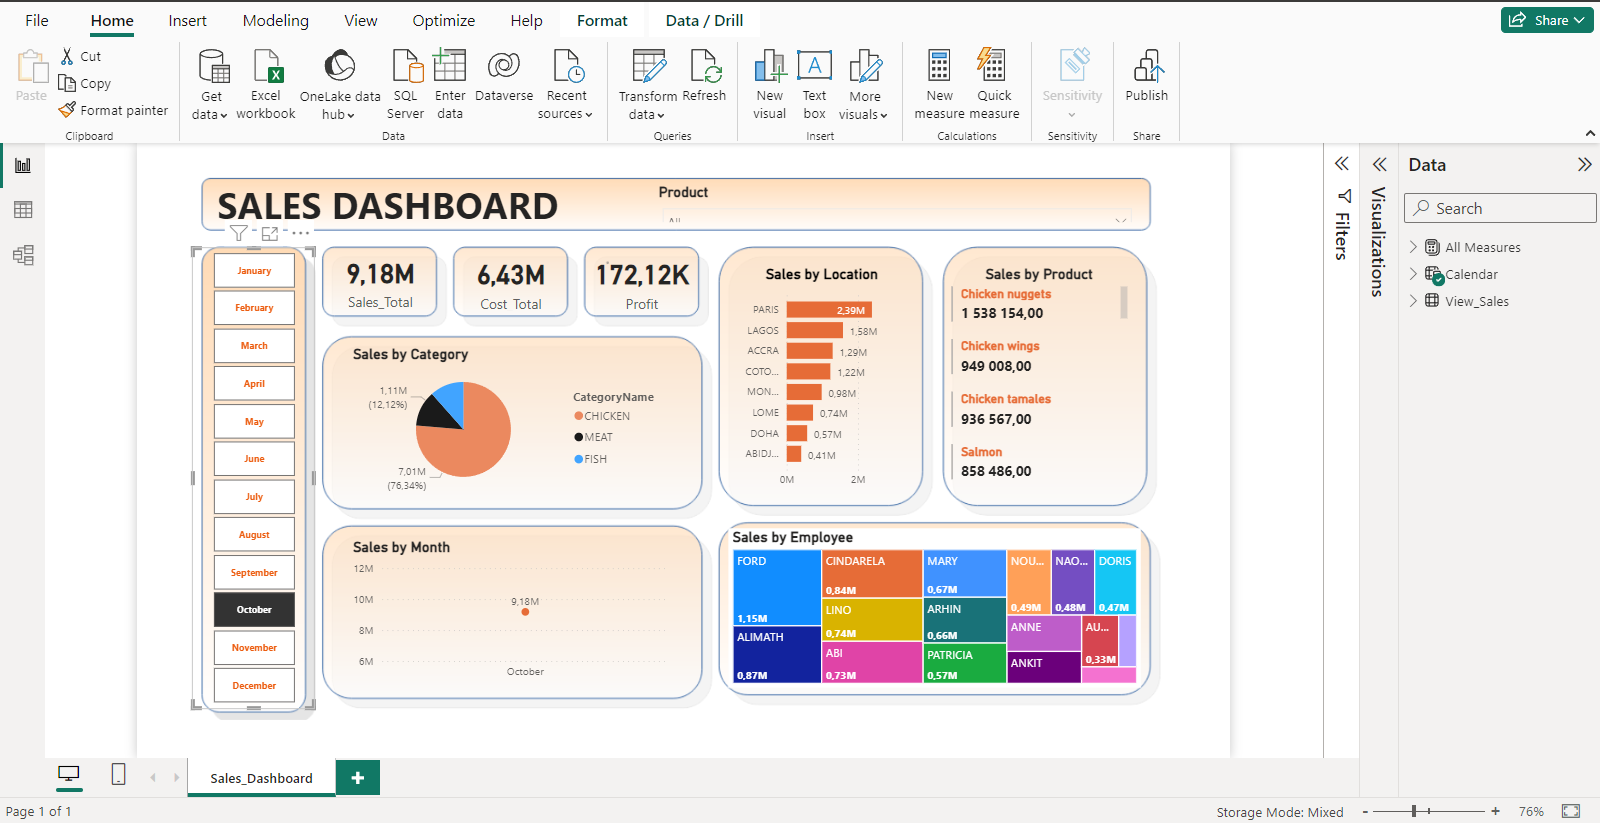 File Home Insert Modeling View Optimize Help Format Data / Drill Share
Paste
Cut
Copy
Format painter
Clipboard
Get data
Excel workbook
OneLake data hub
SQL Server
Enter data
Dataverse
Recent sources
Data
Transform data
Refresh
Queries
New visual
Text box
More visuals
Insert
New measure
Quick measure
Calculations
Sensitivity
Sensitivity
Publish
Share
SALES DASHBOARD
Product
January
February
March
April
May
June
July
August
September
October
November
December
9,18M
Sales_Total
6,43M
Cost Total
172,12K
Profit
Sales by Category
1,11M
(12,12%)
7,01M
(76,34%)
CategoryName
CHICKEN
MEAT
FISH
Sales by Location
PARIS 2,39M
LAGOS 1,58M
ACCRA 1,29M
COTO... 1,22M
MON... 0,98M
LOME 0,74M
DOHA 0,57M
ABIDJ... 0,41M
0M 2M
Sales by Product
Chicken nuggets
1 538 154,00
Chicken wings
949 008,00
Chicken tamales
936 567,00
Salmon
858 486,00
Sales by Month
12M
10M
8M
6M
9,18M
October
Sales by Employee
FORD
1,15M
ALIMATH
0,87M
CINDARELA
0,84M
LINO
0,74M
ABI
0,73M
MARY
0,67M
ARHIN
0,66M
PATRICIA
0,57M
NOU...
0,49M
NAO...
0,48M
DORIS
0,47M
ANNE
ANKIT
AU...
0,33M
Filters
Visualizations
Data
Search
All Measures
Calendar
View_Sales
Sales_Dashboard
Page 1 of 1
Storage Mode: Mixed
- + 76%